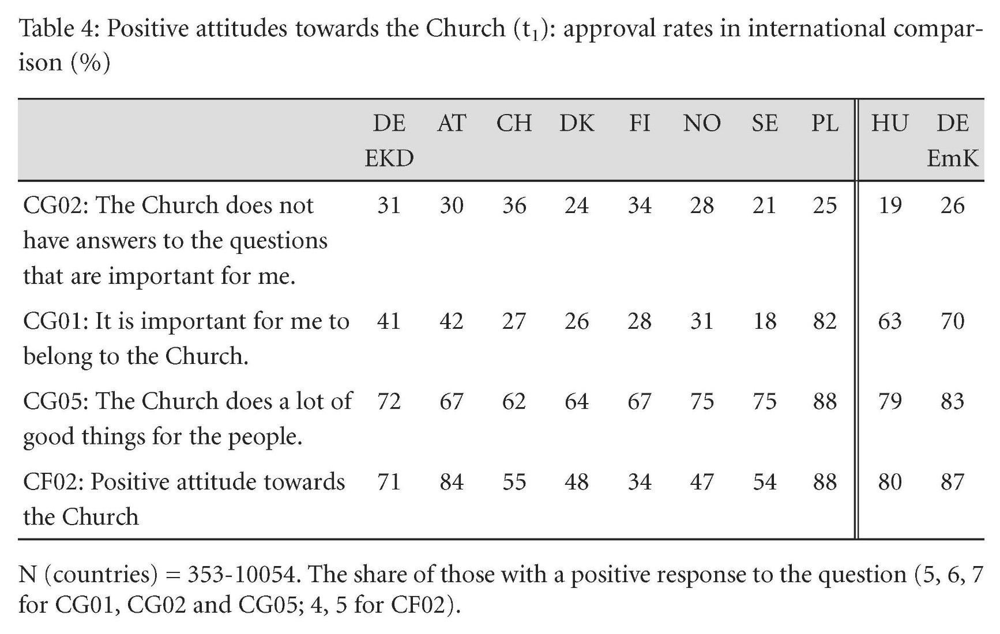 Table 4: Positive attitudes towards the Church (t₁): approval rates in international compar-
ison (%)
DE AT CH DK FI NO SE PL HU DE
EKD EmK
CG02: The Church does not 31 30 36 24 34 28 21 25 19 26
have answers to the questions
that are important for me.
CG01: It is important for me to 41 42 27 26 28 31 18 82 63 70
belong to the Church.
CG05: The Church does a lot of 72 67 62 64 67 75 75 88 79 83
good things for the people.
CF02: Positive attitude towards 71 84 55 48 34 47 54 88 80 87
the Church
N (countries) = 353-10054. The share of those with a positive response to the question (5, 6, 7
for CG01, CG02 and CG05; 4, 5 for CF02).